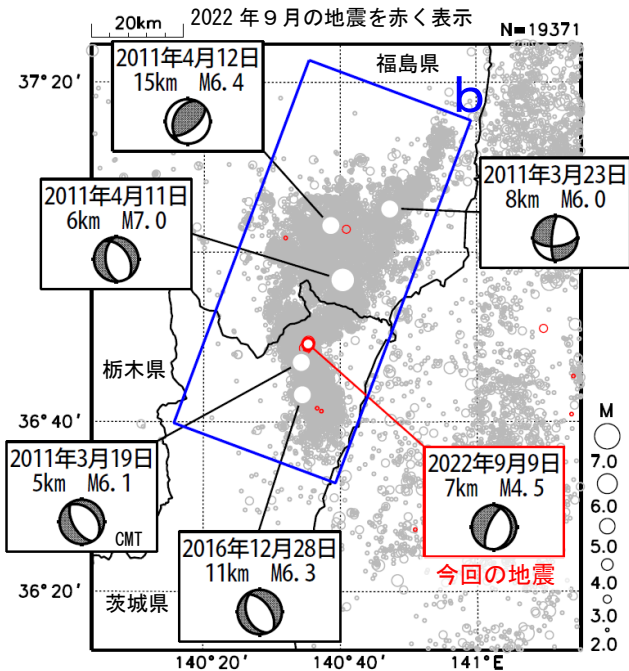 2022 年９月の地震を赤く表示
20km
N=19371
福島県
37°20′
b
2011年4月12日
15km M6.4
2011年3月23日
8km M6.0
2011年4月11日
6km M7.0
栃木県
36°40′
M
7.0
6.0
5.0
4.0
3.0
2.0
2011年3月19日
5km M6.1
CMT
2022年9月9日
7km M4.5
今回の地震
2016年12月28日
11km M6.3
36°20′
茨城県
140°20′
140°40′
141°E